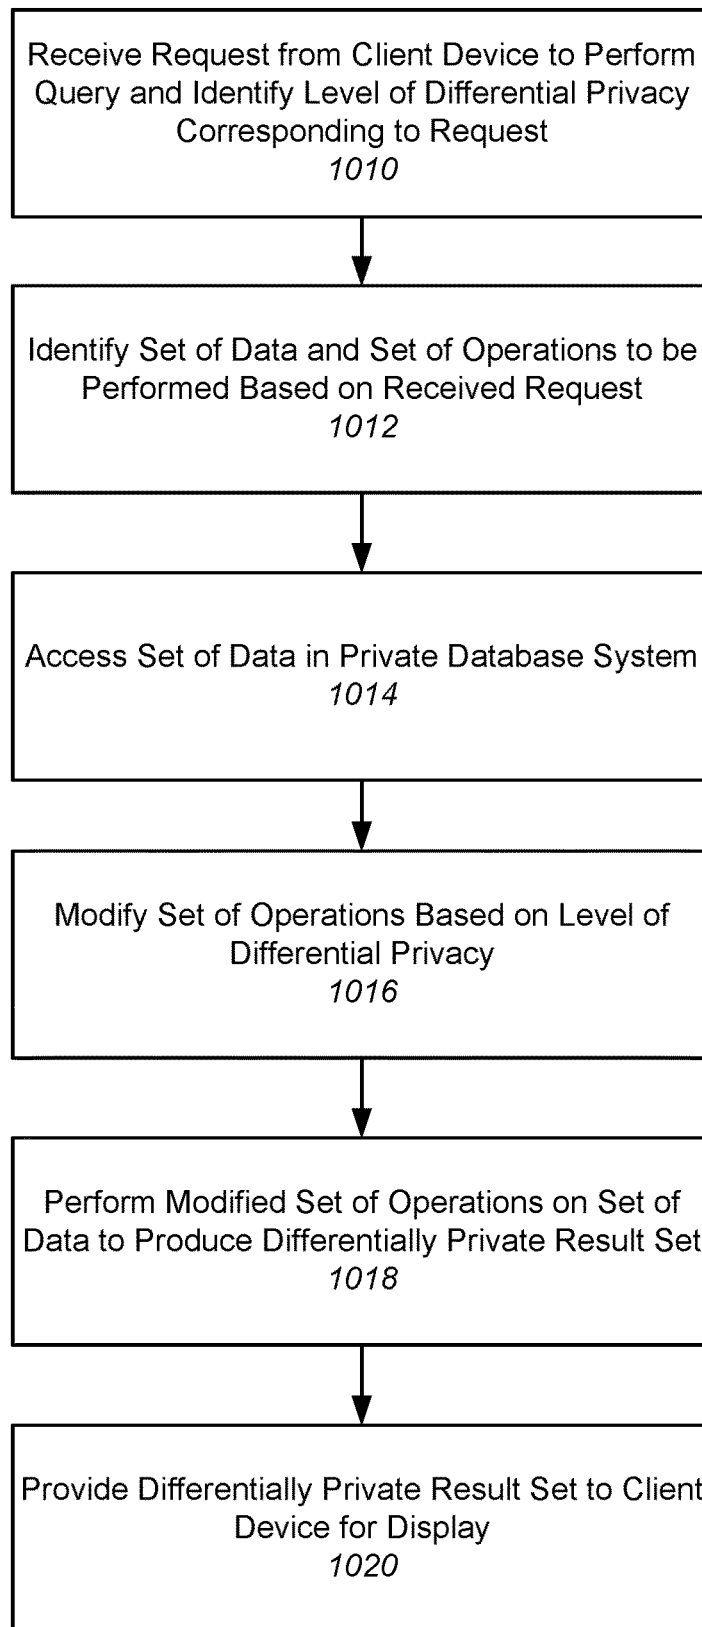 Receive Request from Client Device to Perform
Query and Identify Level of Differential Privacy
Corresponding to Request
1010
Identify Set of Data and Set of Operations to be
Performed Based on Received Request
1012
Access Set of Data in Private Database System
1014
Modify Set of Operations Based on Level of
Differential Privacy
1016
Perform Modified Set of Operations on Set of
Data to Produce Differentially Private Result Set
1018
Provide Differentially Private Result Set to Client
Device for Display
1020